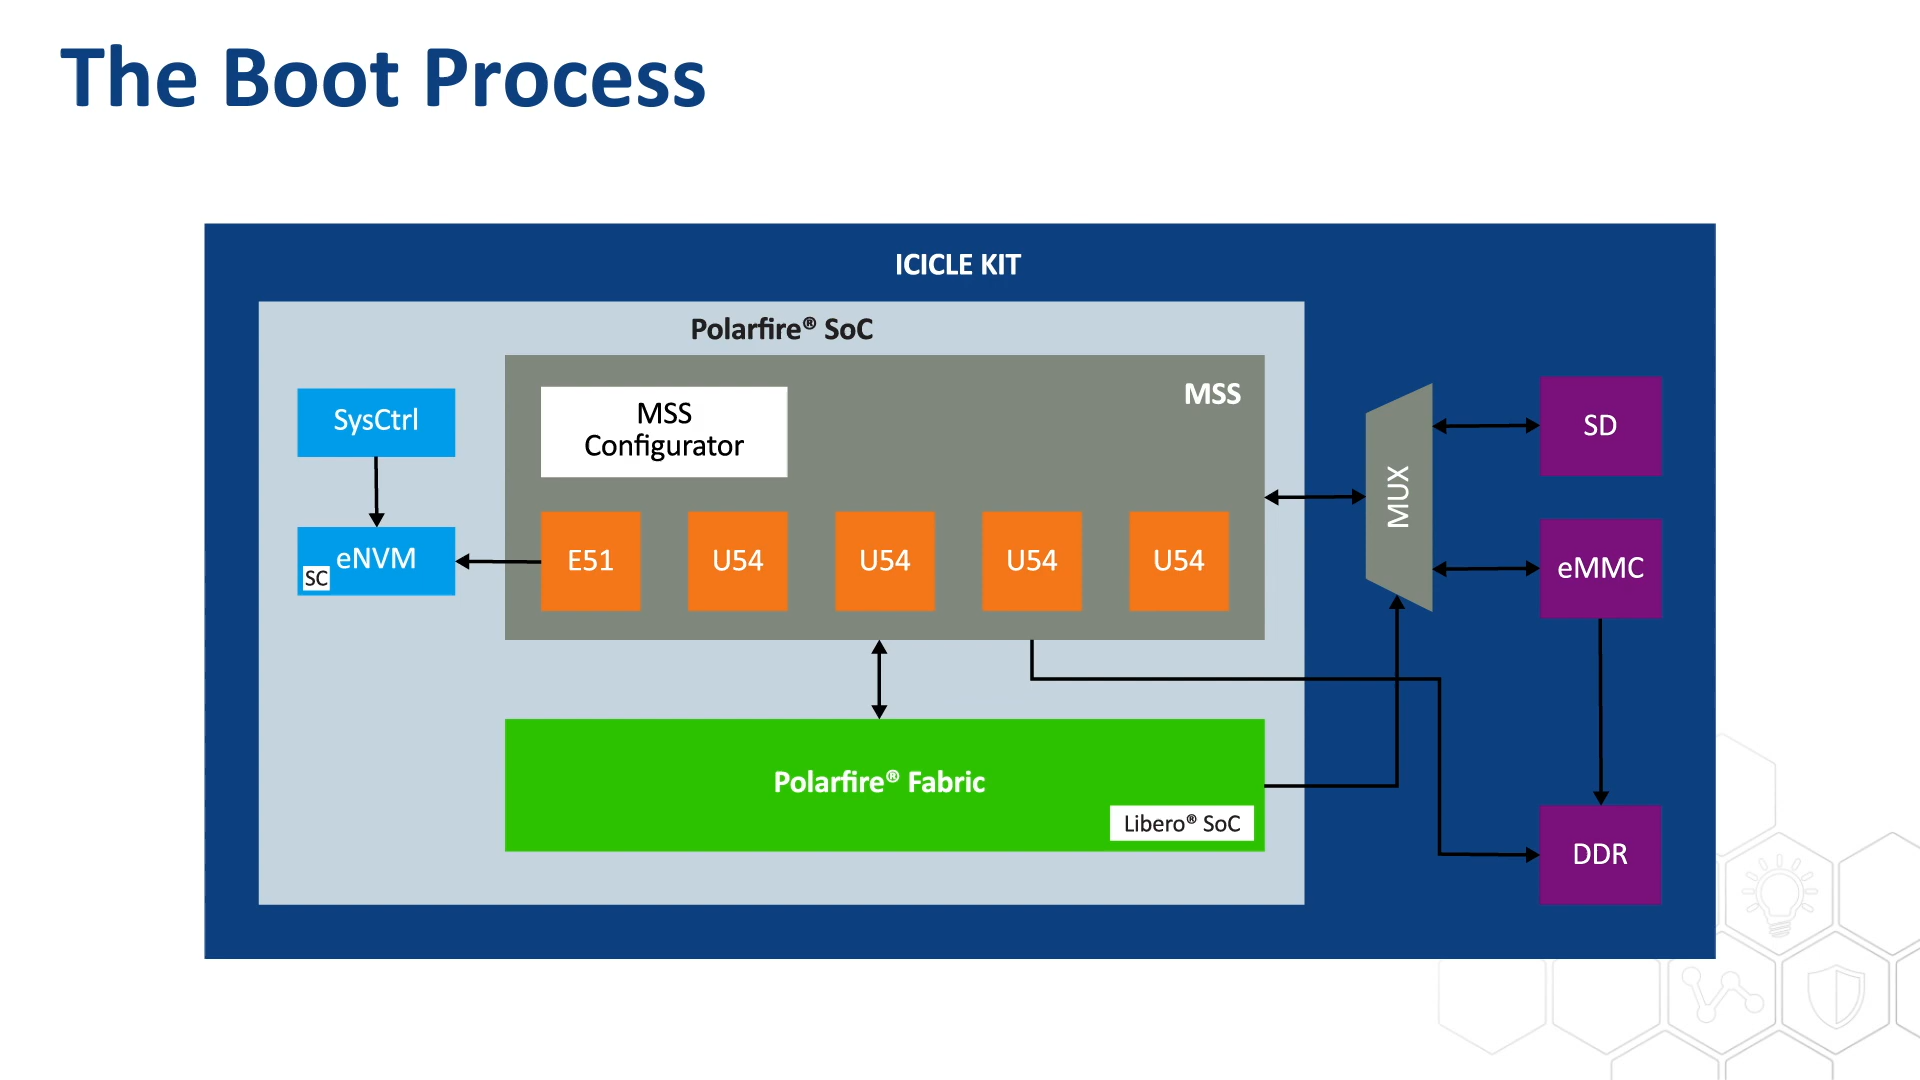 The Boot Process
ICICLE KIT
Polarfire® SoC
MSS
MSS
Configurator
SysCtrl
eNVM
SC
E51
U54
U54
U54
U54
MUX
SD
eMMC
DDR
Polarfire® Fabric
Libero® SoC